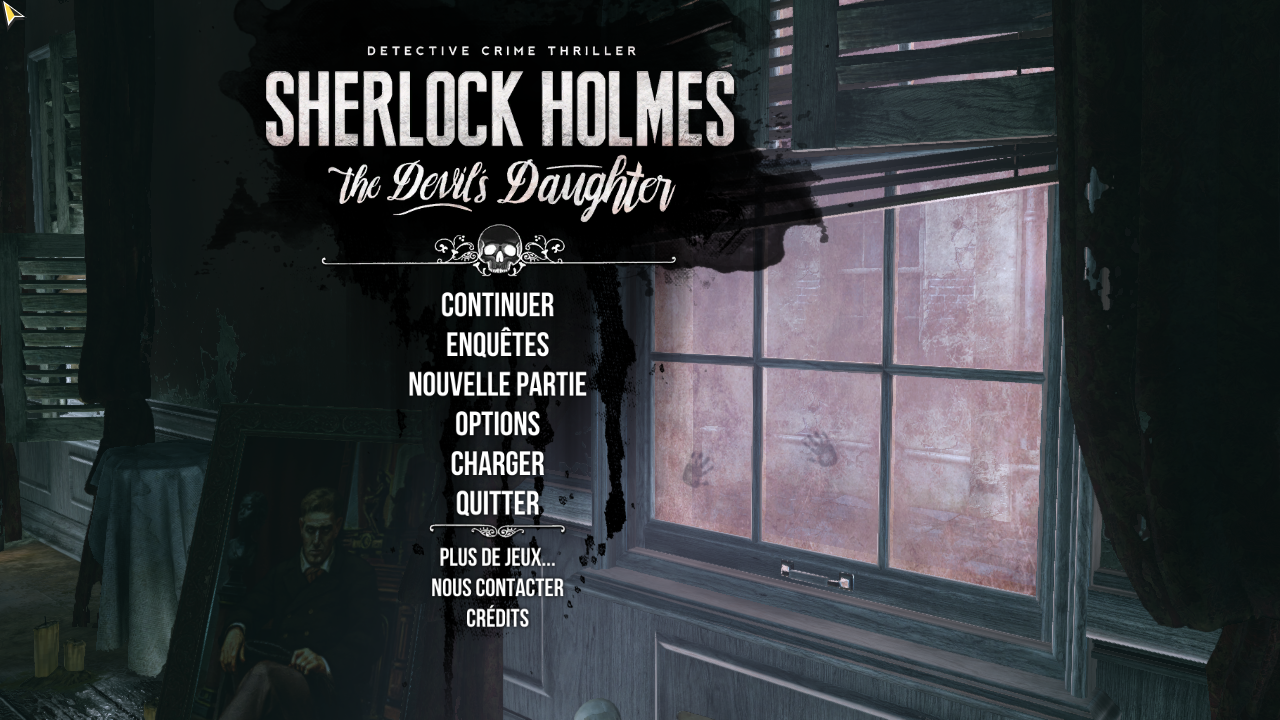 DETECTIVE CRIME THRILLER
SHERLOCK HOLMES
the Devil's Daughter
CONTINUER
ENQUÊTES
NOUVELLE PARTIE
OPTIONS
CHARGER
QUITTER
PLUS DE JEUX...
NOUS CONTACTER
CRÉDITS